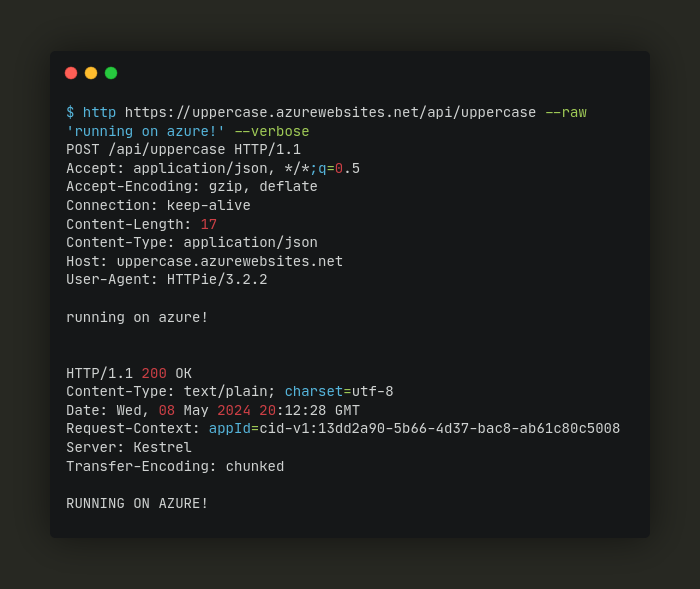 $ http https://uppercase.azurewebsites.net/api/uppercase --raw
'running on azure!' --verbose
POST /api/uppercase HTTP/1.1
Accept: application/json, */*;q=0.5
Accept-Encoding: gzip, deflate
Connection: keep-alive
Content-Length: 17
Content-Type: application/json
Host: uppercase.azurewebsites.net
User-Agent: HTTPie/3.2.2
running on azure!
HTTP/1.1 200 OK
Content-Type: text/plain; charset=utf-8
Date: Wed, 08 May 2024 20:12:28 GMT
Request-Context: appId=cid-v1:13dd2a90-5b66-4d37-bac8-ab61c80c5008
Server: Kestrel
Transfer-Encoding: chunked
RUNNING ON AZURE!